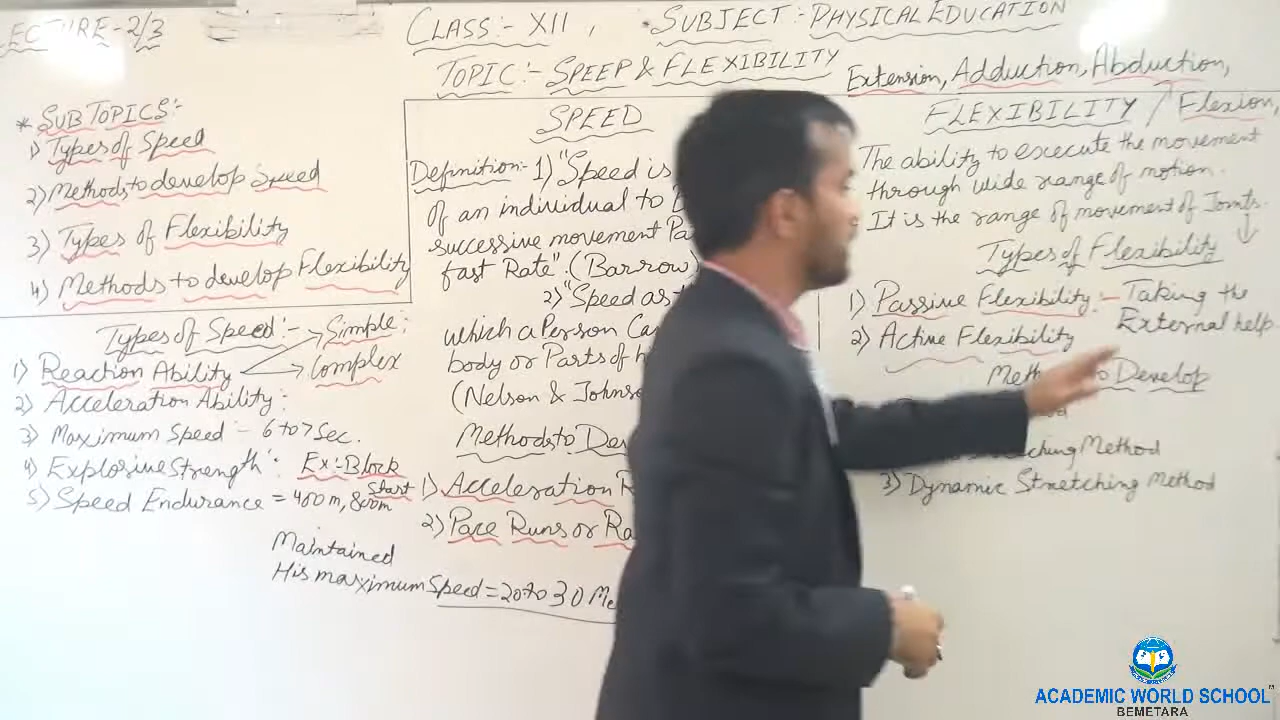 LECTURE-2/3
CLASS:- XII, SUBJECT:-PHYSICAL EDUCATION
TOPIC:- SPEED & FLEXIBILITY
Extension, Adduction, Abduction,
Flexion,
* SUB TOPICS:-
1) Types of Speed
2) Methods to develop Speed
3) Types of Flexibility
4) Methods to develop Flexibility
Types of Speed:-
Simple:
1) Reaction Ability
Complex
2) Acceleration Ability:-
3) Maximum Speed - 6 to 7 Sec.
4) Explosive Strength: Ex:-Block
Start
5) Speed Endurance = 400m, 800m
Maintained
His maximum Speed = 20 to 30 Me
SPEED
Definition:- 1) "Speed is
of an individual to
successive movement Pa
fast Rate". (Barrow)
2) "Speed as
which a Person Ca
body or Parts of h
(Nelson & Johnso
Methods to De
1) Acceleration R
2) Pace Runs or Ra
FLEXIBILITY
The ability to execute the movement
through wide range of motion.
It is the range of movement of Joints.
Types of Flexibility
1) Passive Flexibility:- Taking the
External help
2) Active Flexibility
Meth to Develop
ching Method
3) Dynamic Stretching Method
ACADEMIC WORLD SCHOOL
BEMETARA